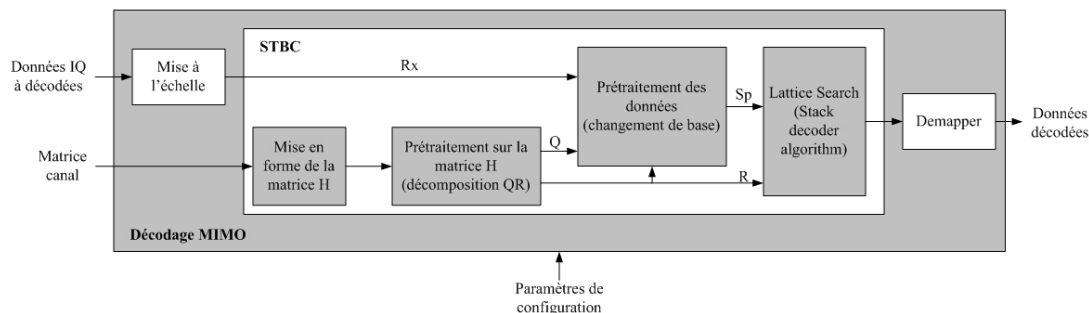 STBC
Données IQ
à décodées
Mise à
l'échelle
Rx
Prétraitement des
données
(changement de
base)
Sp
Lattice Search
(Stack
decoder
algorithm)
Demapper
Données
décodées
Matrice
canal
Mise en
forme de la
matrice H
Prétraitement sur la
matrice H
(décomposition QR)
Q
R
Décodage MIMO
Paramètres de
configuration